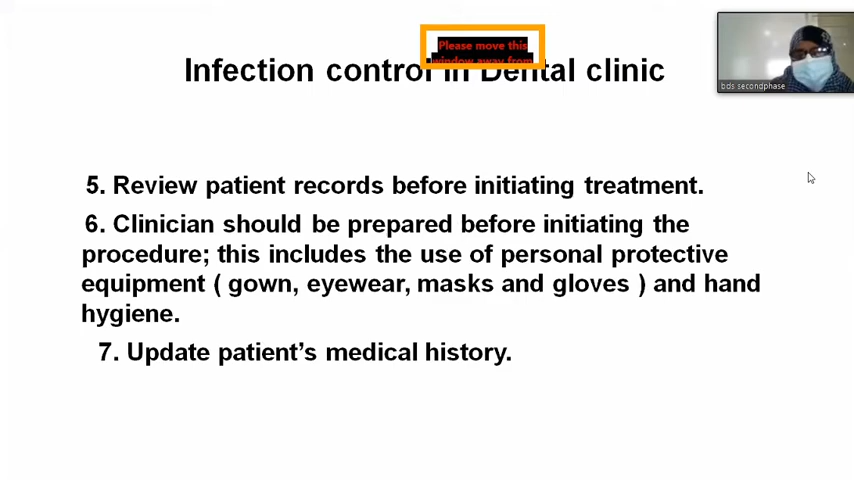 Please move this
window away from
Infection control in Dental clinic
bds secondphase
5. Review patient records before initiating treatment.
6. Clinician should be prepared before initiating the
procedure; this includes the use of personal protective
equipment ( gown, eyewear, masks and gloves ) and hand
hygiene.
7. Update patient’s medical history.